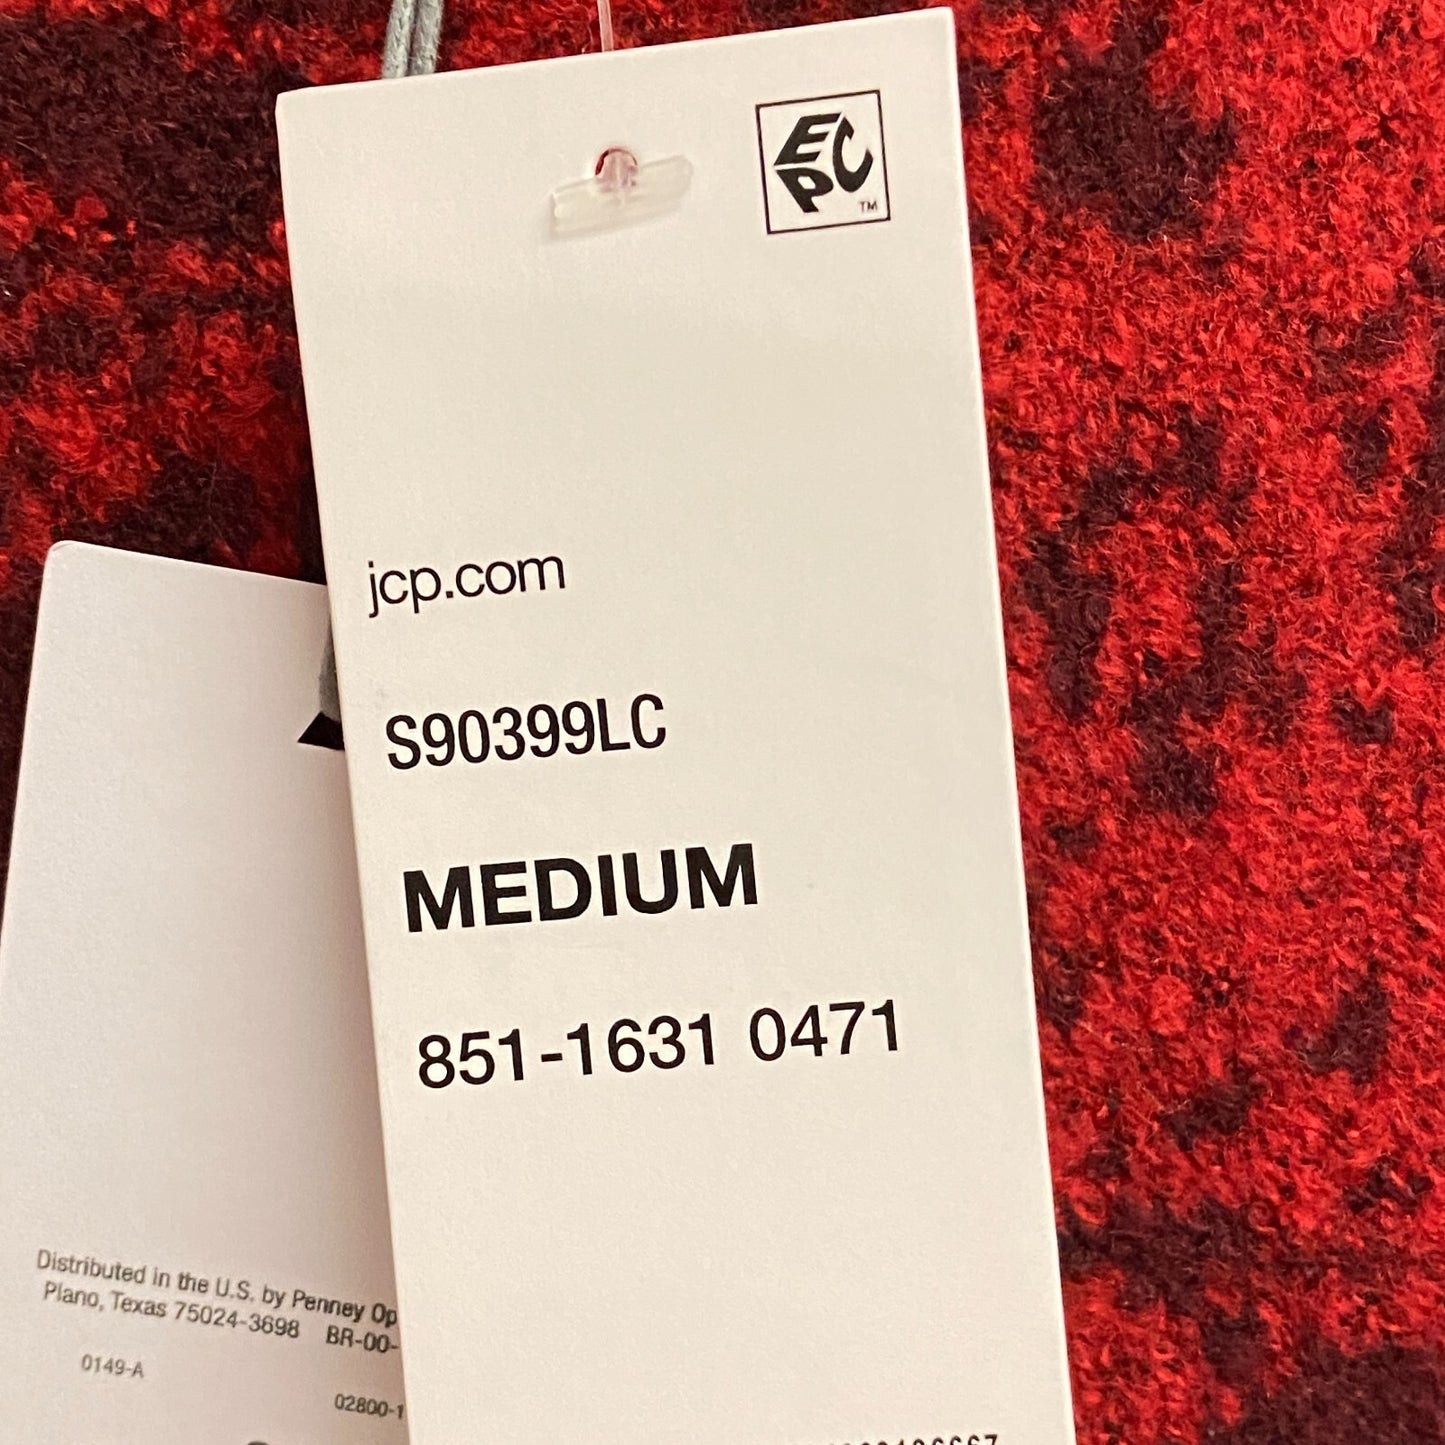 EPC
TM
jcp.com
S90399LC
MEDIUM
851-1631 0471
Distributed in the U.S. by Penney Op
Plano, Texas 75024-3698 BR-00-
0149-A
02800-1